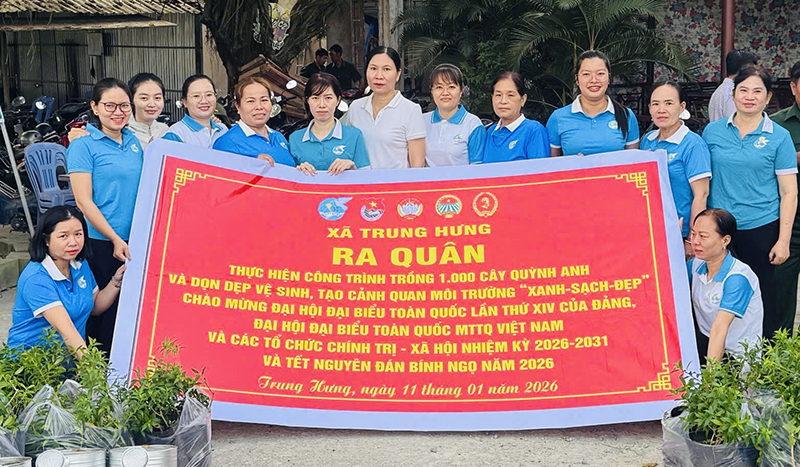 XÃ TRUNG HƯNG
RA QUÂN
THỰC HIỆN CÔNG TRÌNH TRỒNG 1.000 CÂY QUỲNH ANH
VÀ DỌN DẸP VỆ SINH, TẠO CẢNH QUAN MÔI TRƯỜNG “XANH-SẠCH-ĐẸP”
CHÀO MỪNG ĐẠI HỘI ĐẠI BIỂU TOÀN QUỐC LẦN THỨ XIV CỦA ĐẢNG,
ĐẠI HỘI ĐẠI BIỂU TOÀN QUỐC MTTQ VIỆT NAM
VÀ CÁC TỔ CHỨC CHÍNH TRỊ - XÃ HỘI NHIỆM KỲ 2026-2031
VÀ TẾT NGUYÊN ĐÁN BÍNH NGỌ NĂM 2026
Trung Hưng, ngày 11 tháng 01 năm 2026